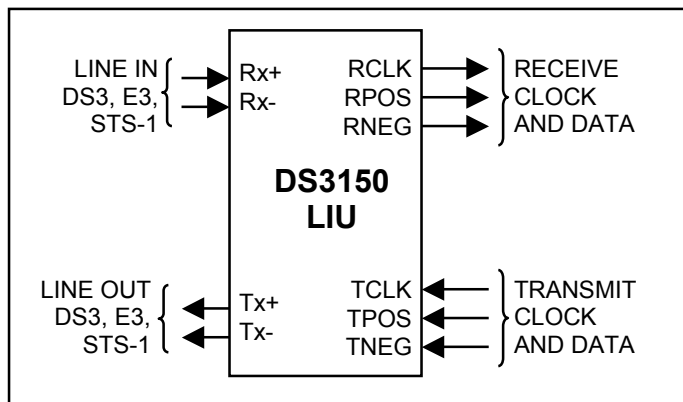 LINE IN
DS3, E3,
STS-1
Rx+
Rx-
RCLK
RPOS
RNEG
RECEIVE
CLOCK
AND DATA
DS3150
LIU
LINE OUT
DS3, E3,
STS-1
Tx+
Tx-
TCLK
TPOS
TNEG
TRANSMIT
CLOCK
AND DATA